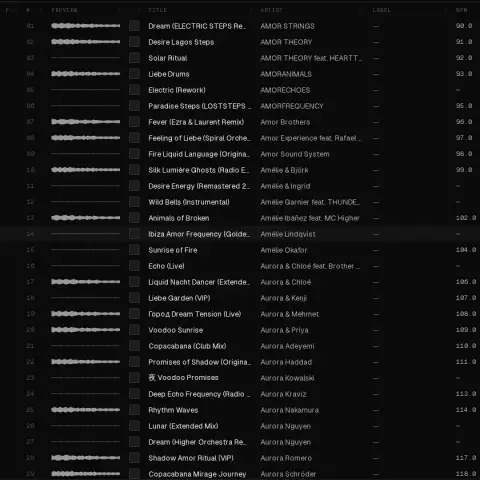 F… # PREVIEW TITLE ARTIST LABEL BPM
01 Dream (ELECTRIC STEPS Re… AMOR STRINGS — 90.0
02 Desire Lagos Steps AMOR THEORY — 91.0
03 Solar Ritual AMOR THEORY feat. HEARTT… — 92.0
04 Liebe Drums AMORANIMALS — 93.0
05 Electric (Rework) AMORECHOES — –
06 Paradise Steps (LOSTSTEPS … AMORFREQUENCY — 95.0
07 Fever (Ezra & Laurent Remix) Amor Brothers — 96.0
08 Feeling of Liebe (Spiral Orche… Amor Experience feat. Rafael … — 97.0
09 Fire Liquid Language (Origina… Amor Sound System — 98.0
10 Silk Lumière Ghosts (Radio E… Amélie & Björk — 99.0
11 Desire Energy (Remastered 2… Amélie & Ingrid — –
12 Wild Bells (Instrumental) Amélie Garnier feat. THUNDE… — –
13 Animals of Broken Amélie Ibáñez feat. MC Higher — 102.0
14 Ibiza Amor Frequency (Golde… Amélie Lindqvist — –
15 Sunrise of Fire Amélie Okafor — 104.0
16 Echo (Live) Aurora & Chloé feat. Brother … — –
17 Liquid Nacht Dancer (Extende… Aurora & Chloé — 106.0
18 Liebe Garden (VIP) Aurora & Kenji — 107.0
19 Город Dream Tension (Live) Aurora & Mehmet — 108.0
20 Voodoo Sunrise Aurora & Priya — 109.0
21 Copacabana (Club Mix) Aurora Adeyemi — 110.0
22 Promises of Shadow (Origina… Aurora Haddad — 111.0
23 夜 Voodoo Promises Aurora Kowalski — –
24 Deep Echo Frequency (Radio … Aurora Kraviz — 113.0
25 Rhythm Waves Aurora Nakamura — 114.0
26 Lunar (Extended Mix) Aurora Nguyen — –
27 Dream (Higher Orchestra Re… Aurora Nguyen — –
28 Shadow Amor Ritual (VIP) Aurora Romero — 117.0
29 Copacabana Mirage Journey Aurora Schröder — 118.0